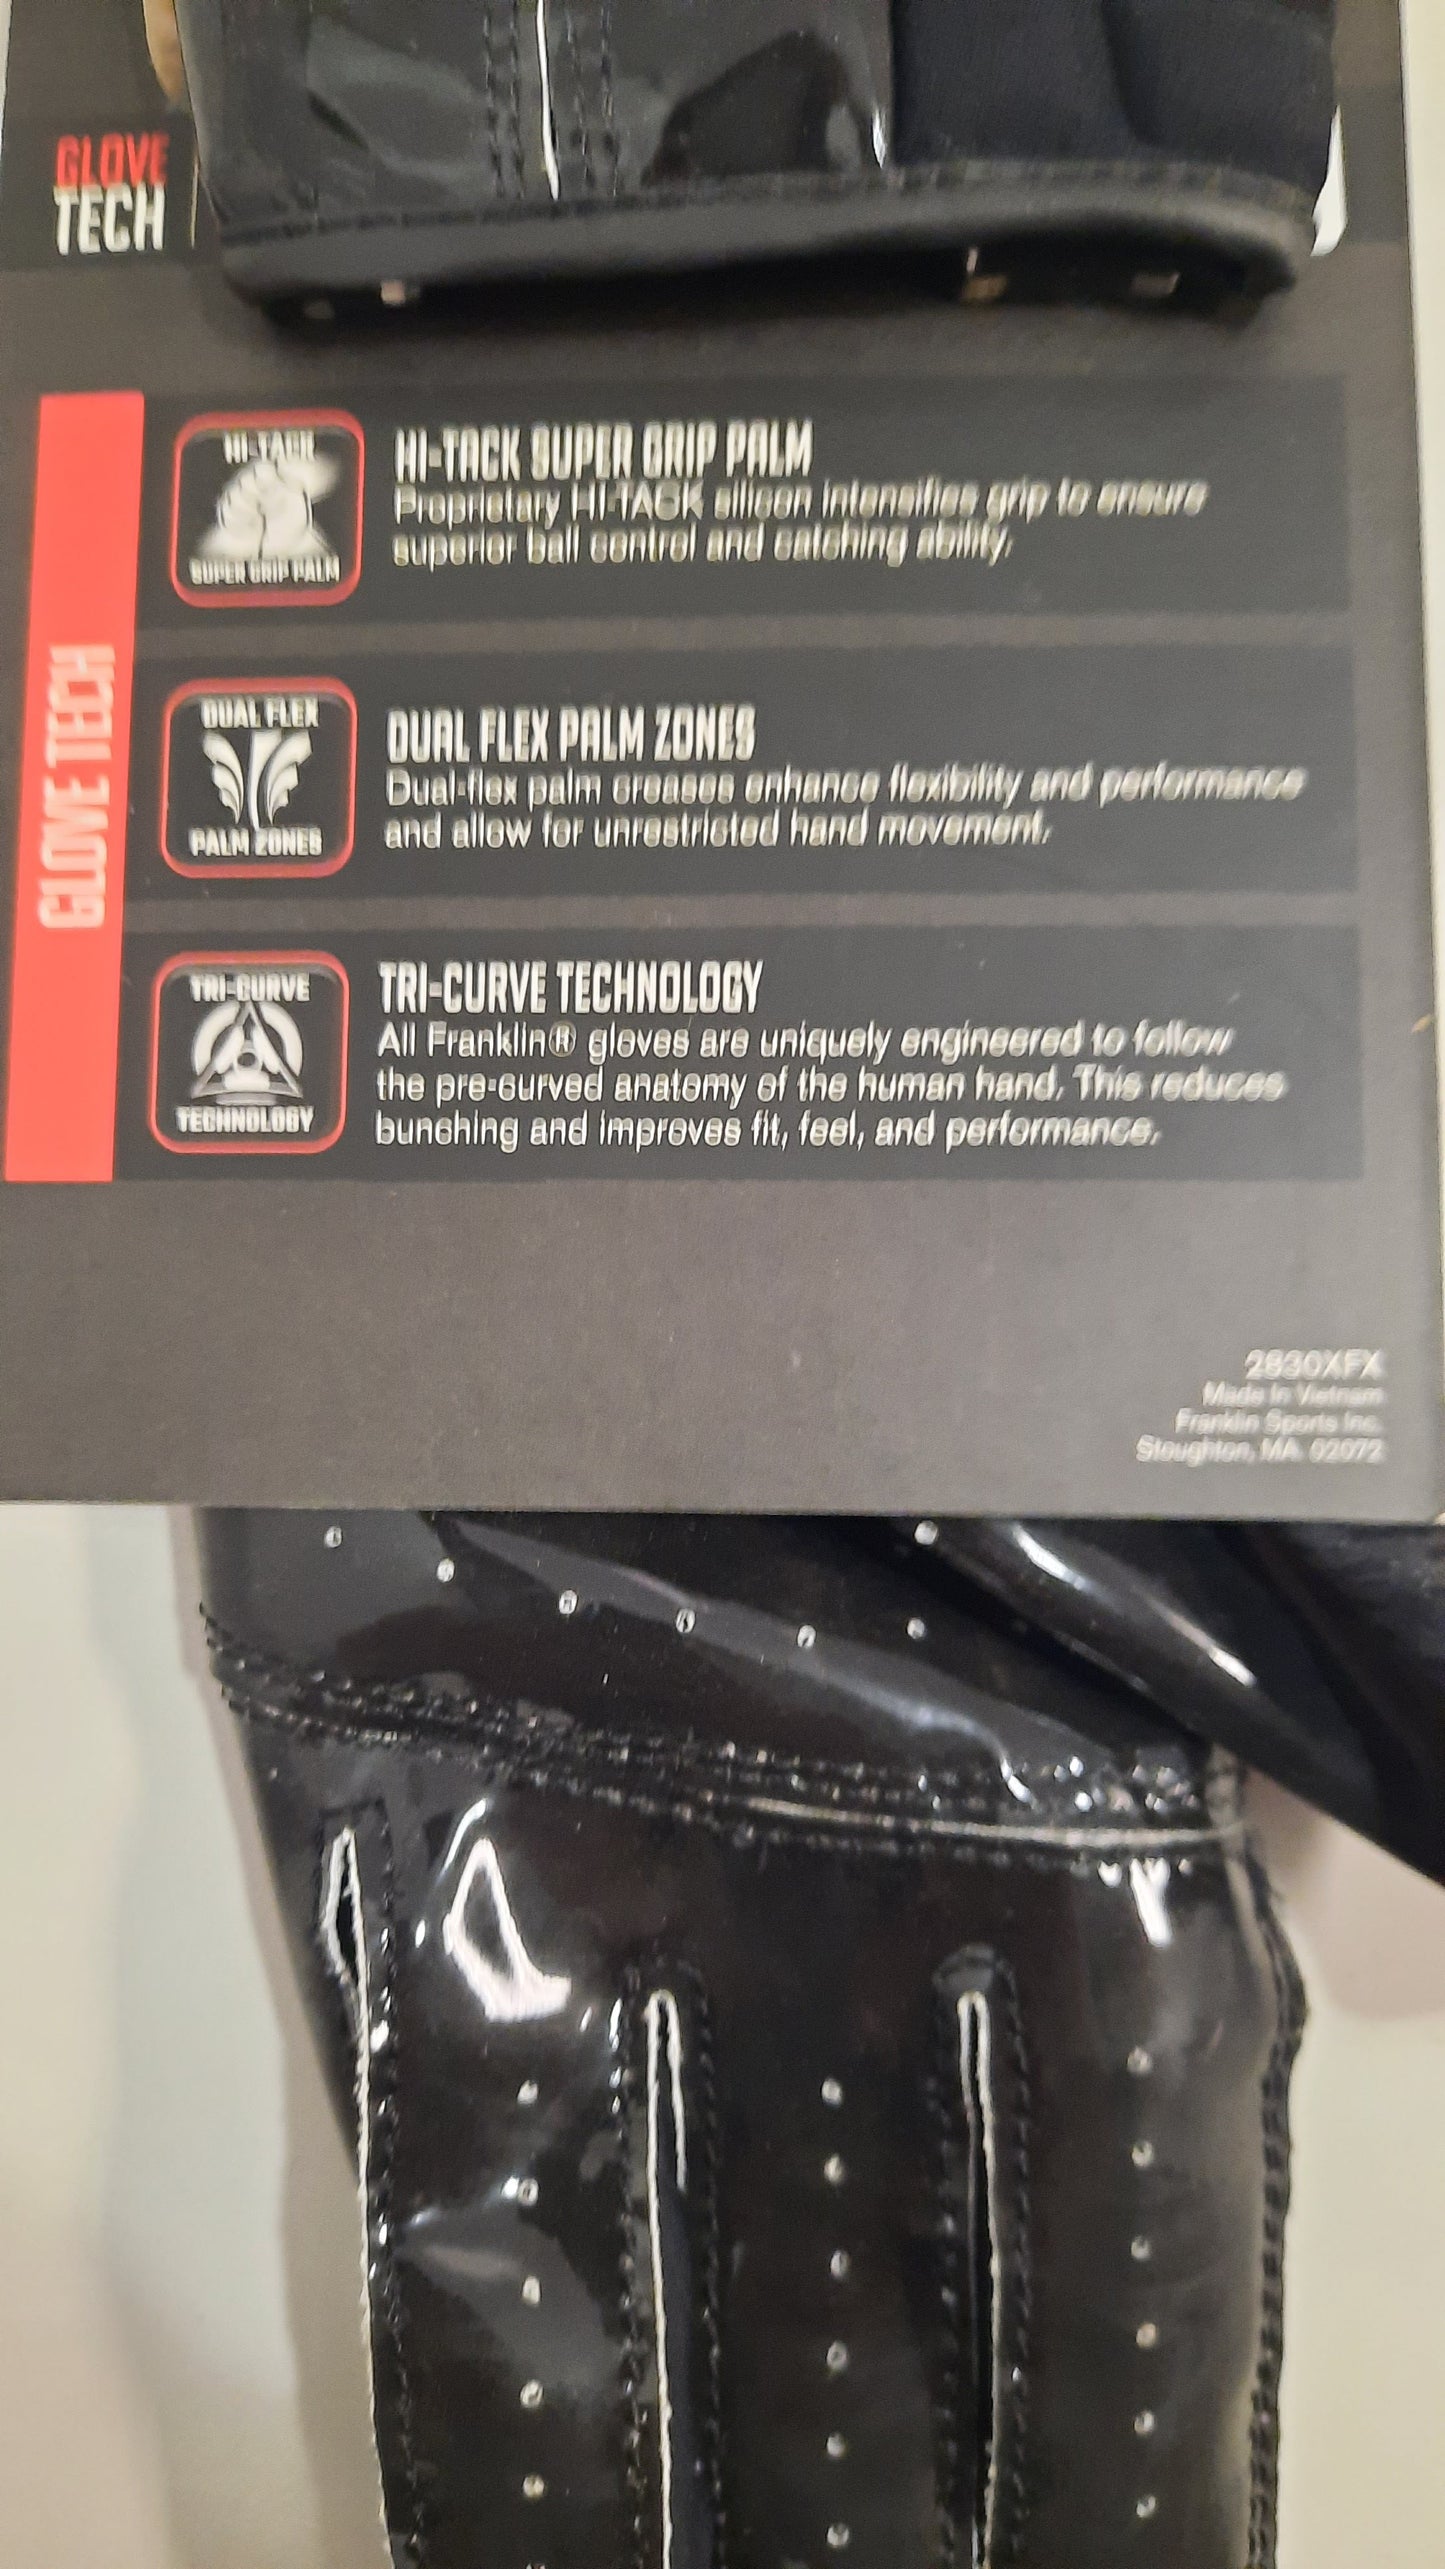 GLOVE
TECH
GLOVE TECH
HI-TACK
SUPER GRIP PALM
HI-TACK SUPER GRIP PALM
Proprietary HI-TACK silicon intensifies grip to ensure
superior ball control and catching ability.
DUAL FLEX
PALM ZONES
DUAL FLEX PALM ZONES
Dual-flex palm creases enhance flexibility and performance
and allow for unrestricted hand movement.
TRI-CURVE
TECHNOLOGY
TRI-CURVE TECHNOLOGY
All Franklin® gloves are uniquely engineered to follow
the pre-curved anatomy of the human hand. This reduces
bunching and improves fit, feel, and performance.
2830XFX
Made In Vietnam
Franklin Sports Inc.
Stoughton, MA. 02072